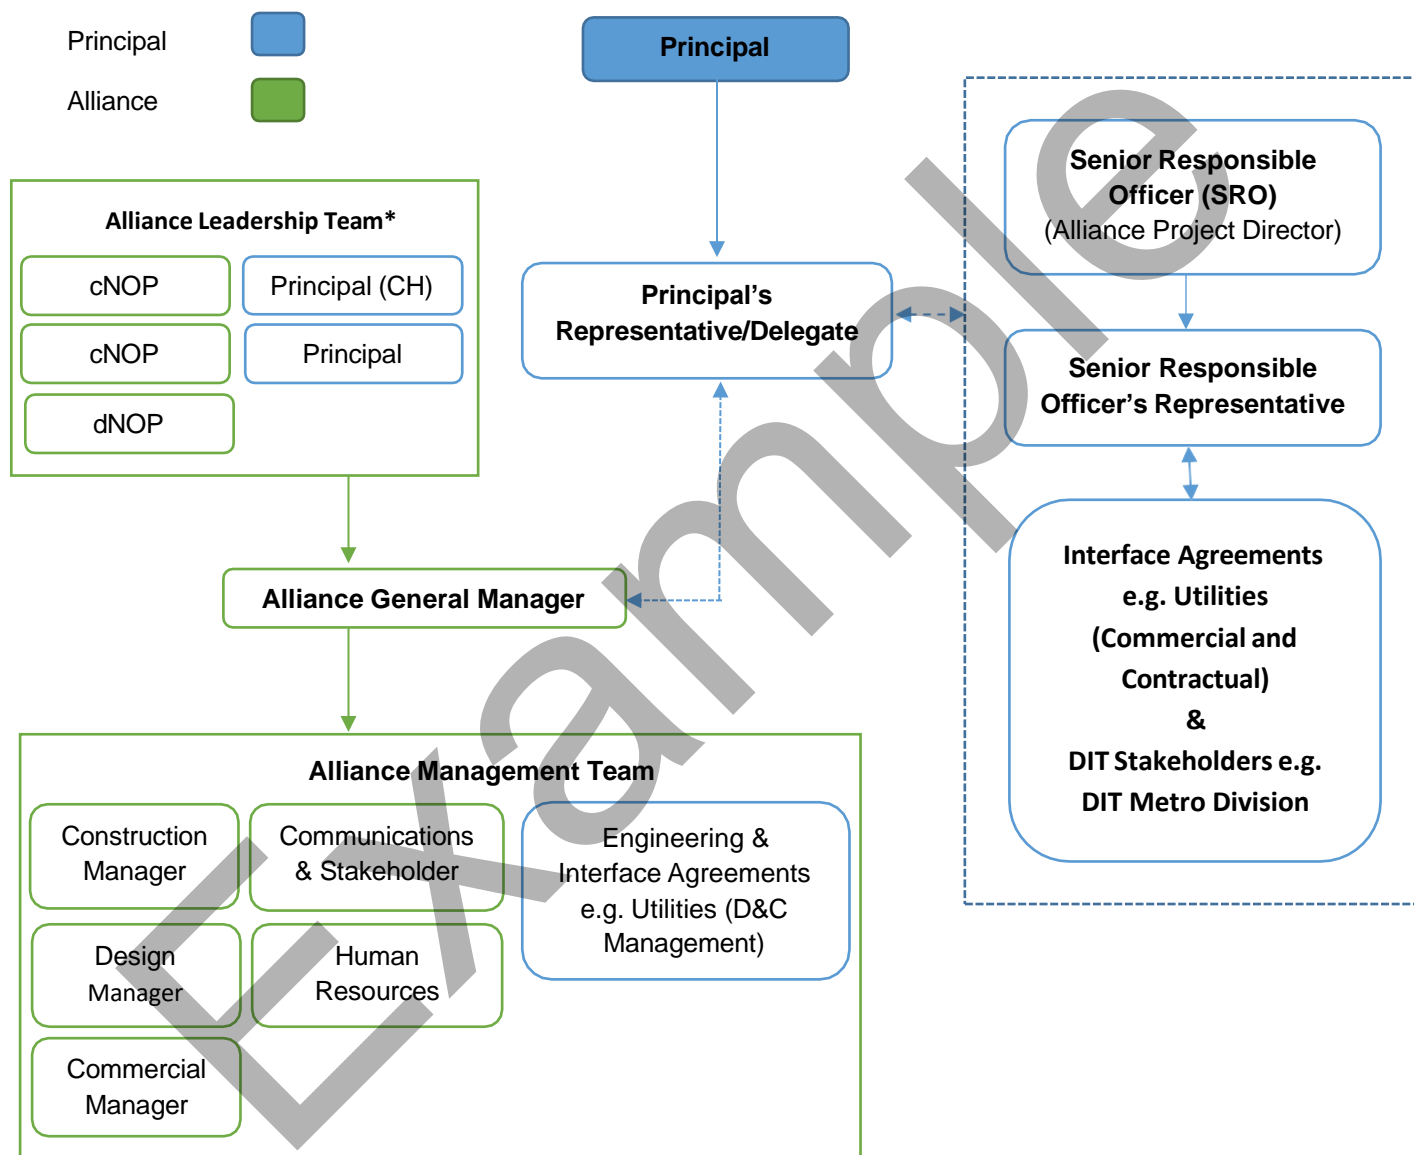 Principal
Alliance
Principal
Alliance Leadership Team*
cNOP
Principal (CH)
cNOP
Principal
dNOP
Principal’s
Representative/Delegate
Senior Responsible
Officer (SRO)
(Alliance Project Director)
Senior Responsible
Officer’s Representative
Interface Agreements
e.g. Utilities
(Commercial and
Contractual)
&
DIT Stakeholders e.g.
DIT Metro Division
Alliance General Manager
Alliance Management Team
Construction
Manager
Communications
& Stakeholder
Engineering &
Interface Agreements
e.g. Utilities (D&C
Management)
Design
Manager
Human
Resources
Commercial
Manager
Example